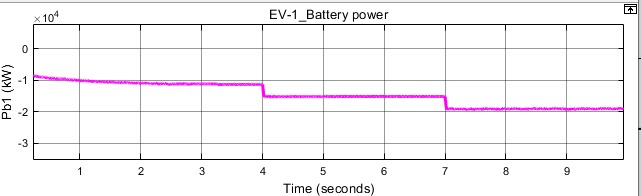 EV-1_Battery power
×10⁴
0
-1
-2
-3
Pb1 (kW)
1 2 3 4 5 6 7 8 9
Time (seconds)